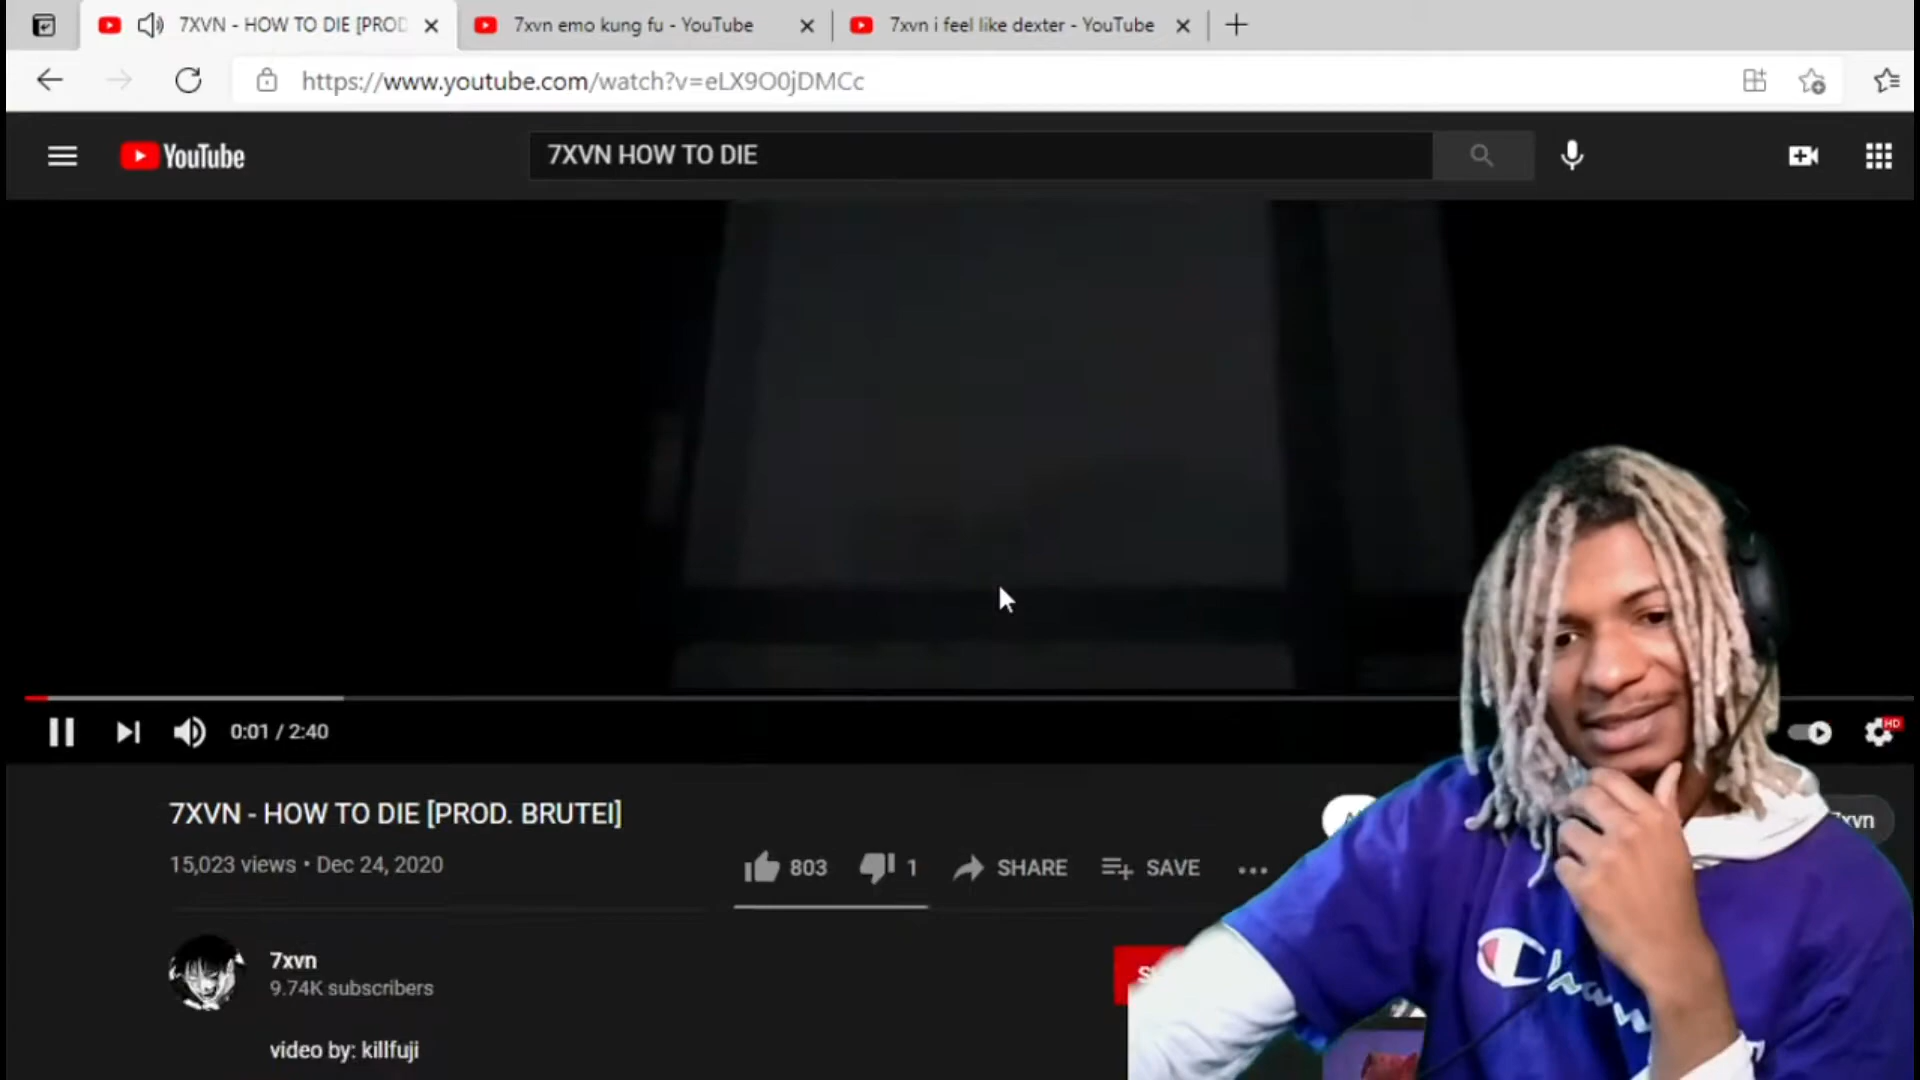 7XVN - HOW TO DIE [PROD
7xvn emo kung fu - YouTube
7xvn i feel like dexter - YouTube
https://www.youtube.com/watch?v=eLX9O0jDMCc
YouTube
7XVN HOW TO DIE
0:01 / 2:40
HD
7XVN - HOW TO DIE [PROD. BRUTEI]
7xvn
15,023 views • Dec 24, 2020
803
1
SHARE
SAVE
7xvn
9.74K subscribers
video by: killfuji